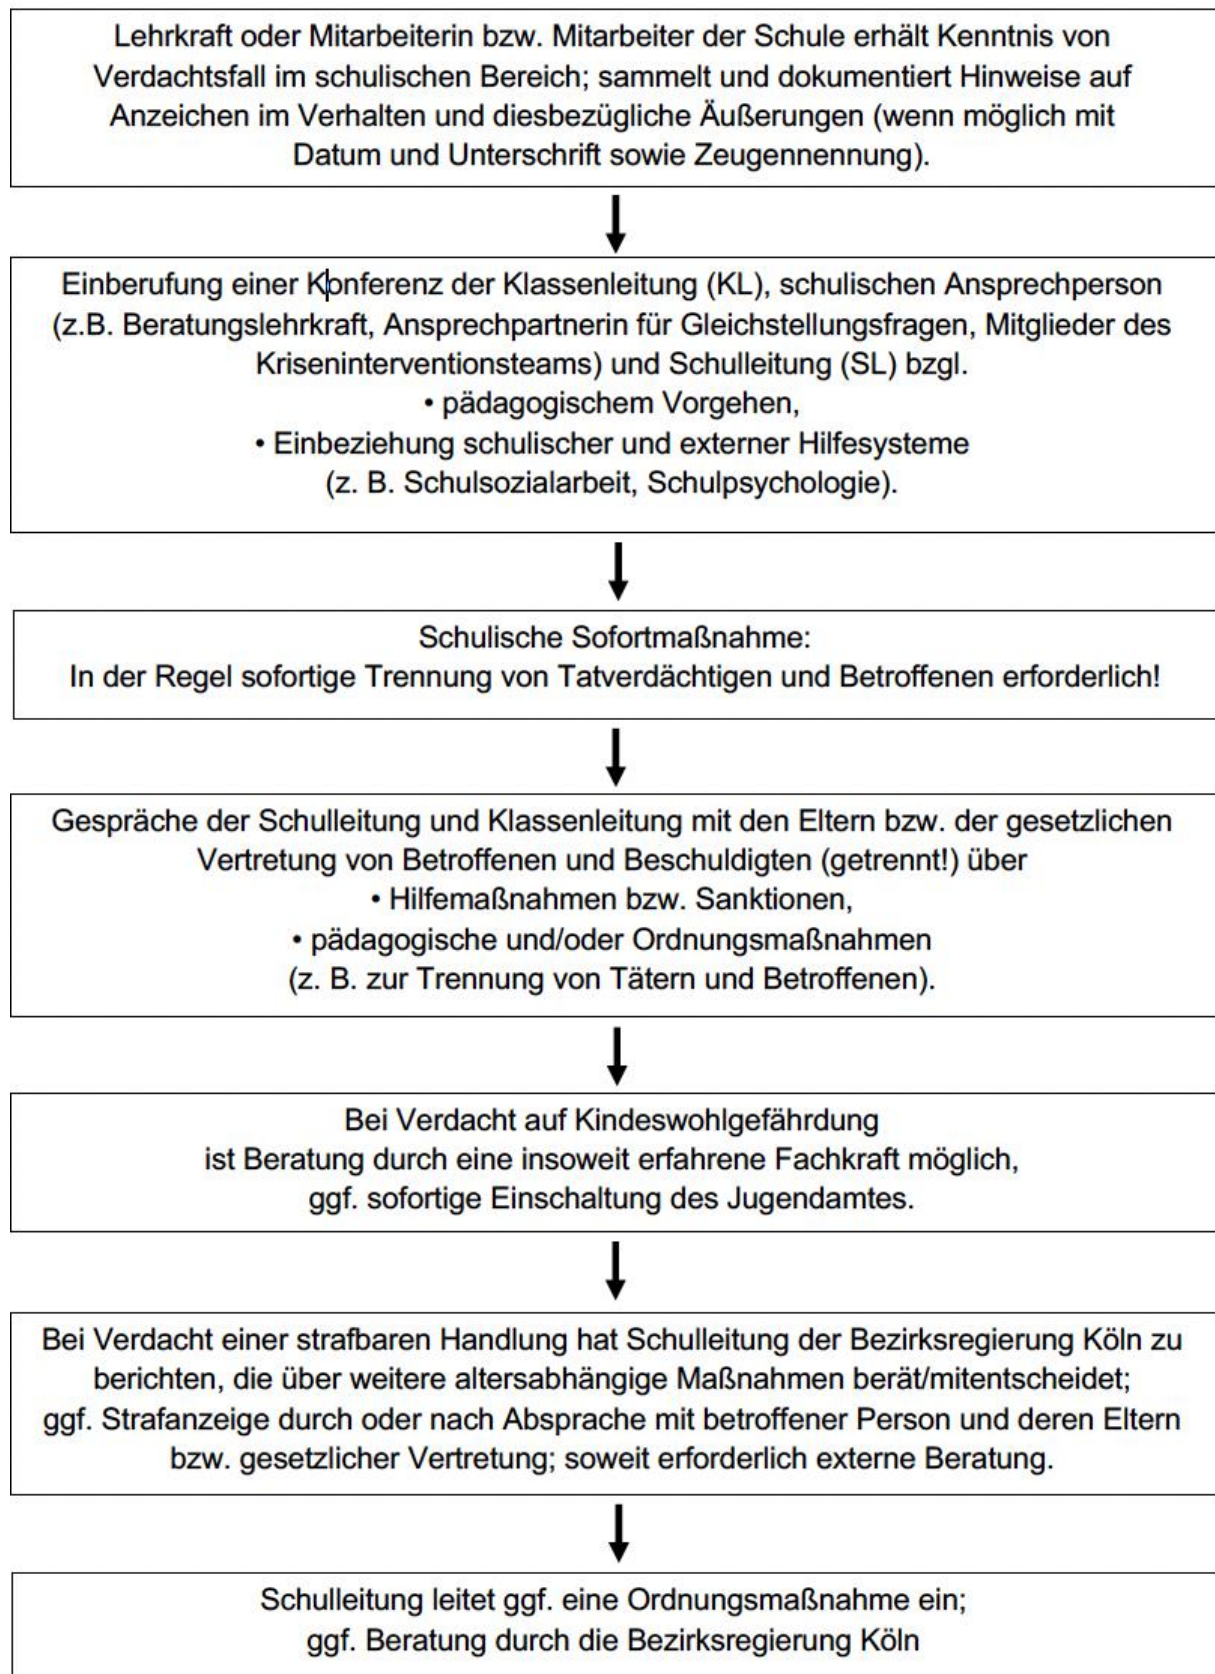 Lehrkraft oder Mitarbeiterin bzw. Mitarbeiter der Schule erhält Kenntnis von
Verdachtsfall im schulischen Bereich; sammelt und dokumentiert Hinweise auf
Anzeichen im Verhalten und diesbezügliche Äußerungen (wenn möglich mit
Datum und Unterschrift sowie Zeugennennung).
Einberufung einer Konferenz der Klassenleitung (KL), schulischen Ansprechperson
(z.B. Beratungslehrkraft, Ansprechpartnerin für Gleichstellungsfragen, Mitglieder des
Kriseninterventionsteams) und Schulleitung (SL) bzgl.
• pädagogischem Vorgehen,
• Einbeziehung schulischer und externer Hilfesysteme
(z. B. Schulsozialarbeit, Schulpsychologie).
Schulische Sofortmaßnahme:
In der Regel sofortige Trennung von Tatverdächtigen und Betroffenen erforderlich!
Gespräche der Schulleitung und Klassenleitung mit den Eltern bzw. der gesetzlichen
Vertretung von Betroffenen und Beschuldigten (getrennt!) über
• Hilfemaßnahmen bzw. Sanktionen,
• pädagogische und/oder Ordnungsmaßnahmen
(z. B. zur Trennung von Tätern und Betroffenen).
Bei Verdacht auf Kindeswohlgefährdung
ist Beratung durch eine insoweit erfahrene Fachkraft möglich,
ggf. sofortige Einschaltung des Jugendamtes.
Bei Verdacht einer strafbaren Handlung hat Schulleitung der Bezirksregierung Köln zu
berichten, die über weitere altersabhängige Maßnahmen berät/mitentscheidet;
ggf. Strafanzeige durch oder nach Absprache mit betroffener Person und deren Eltern
bzw. gesetzlicher Vertretung; soweit erforderlich externe Beratung.
Schulleitung leitet ggf. eine Ordnungsmaßnahme ein;
ggf. Beratung durch die Bezirksregierung Köln